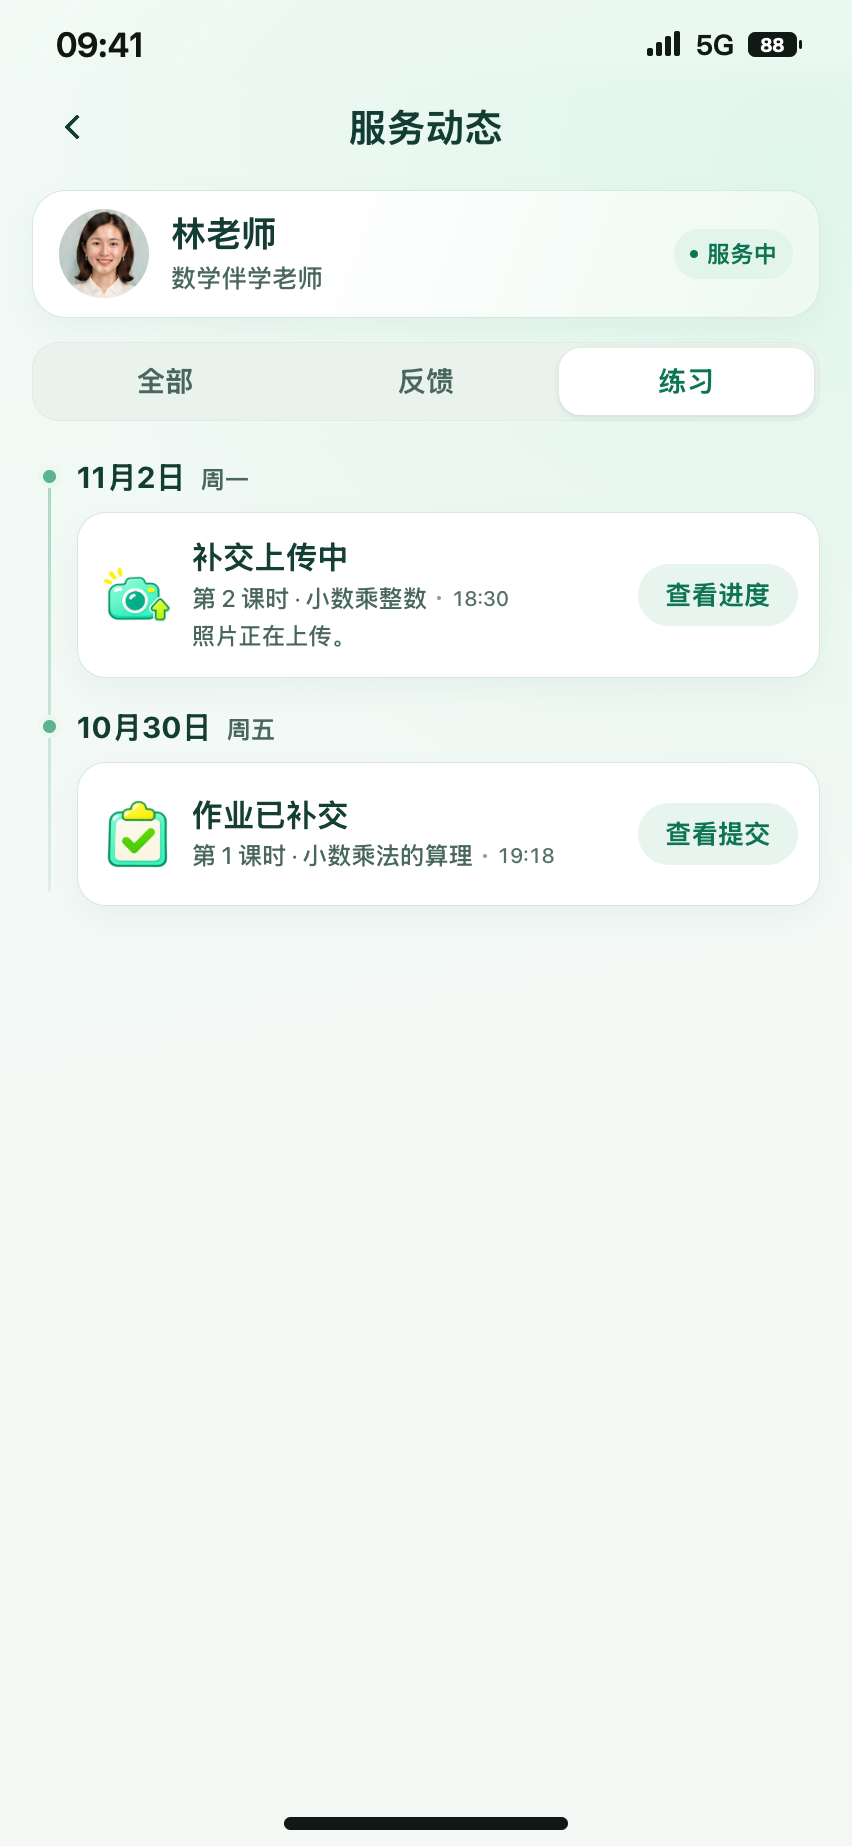 09:41
5G 88
服务动态
林老师
数学伴学老师
服务中
全部 反馈 练习
11月2日 周一
补交上传中
第 2 课时 · 小数乘整数 · 18:30
照片正在上传。
查看进度
10月30日 周五
作业已补交
第 1 课时 · 小数乘法的算理 · 19:18
查看提交